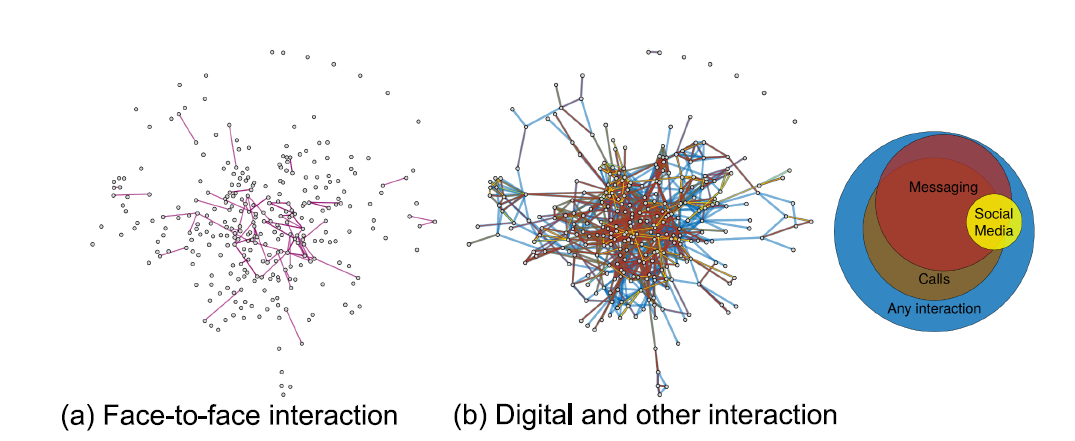 Messaging
Social
Media
Calls
Any interaction
(a) Face-to-face interaction
(b) Digital and other interaction